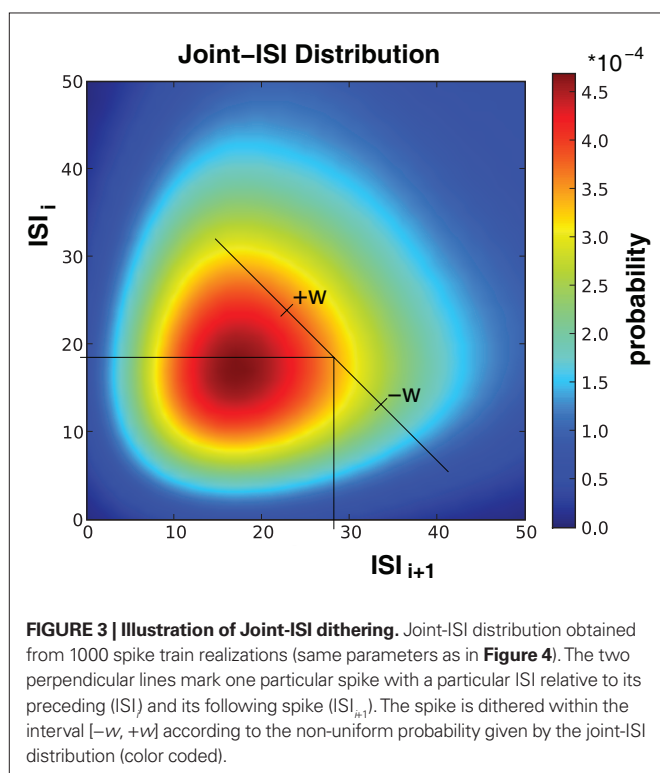 Joint–ISI Distribution
*10⁻⁴
50
40
30
20
10
0
ISI i
+w
–w
0 10 20 30 40 50
ISI i+1
4.5
4.0
3.5
3.0
2.5
2.0
1.5
1.0
0.5
0.0
probability
FIGURE 3 | Illustration of Joint-ISI dithering. Joint-ISI distribution obtained
from 1000 spike train realizations (same parameters as in Figure 4). The two
perpendicular lines mark one particular spike with a particular ISI relative to its
preceding (ISIi) and its following spike (ISIi+1). The spike is dithered within the
interval [−w, +w] according to the non-uniform probability given by the joint-ISI
distribution (color coded).